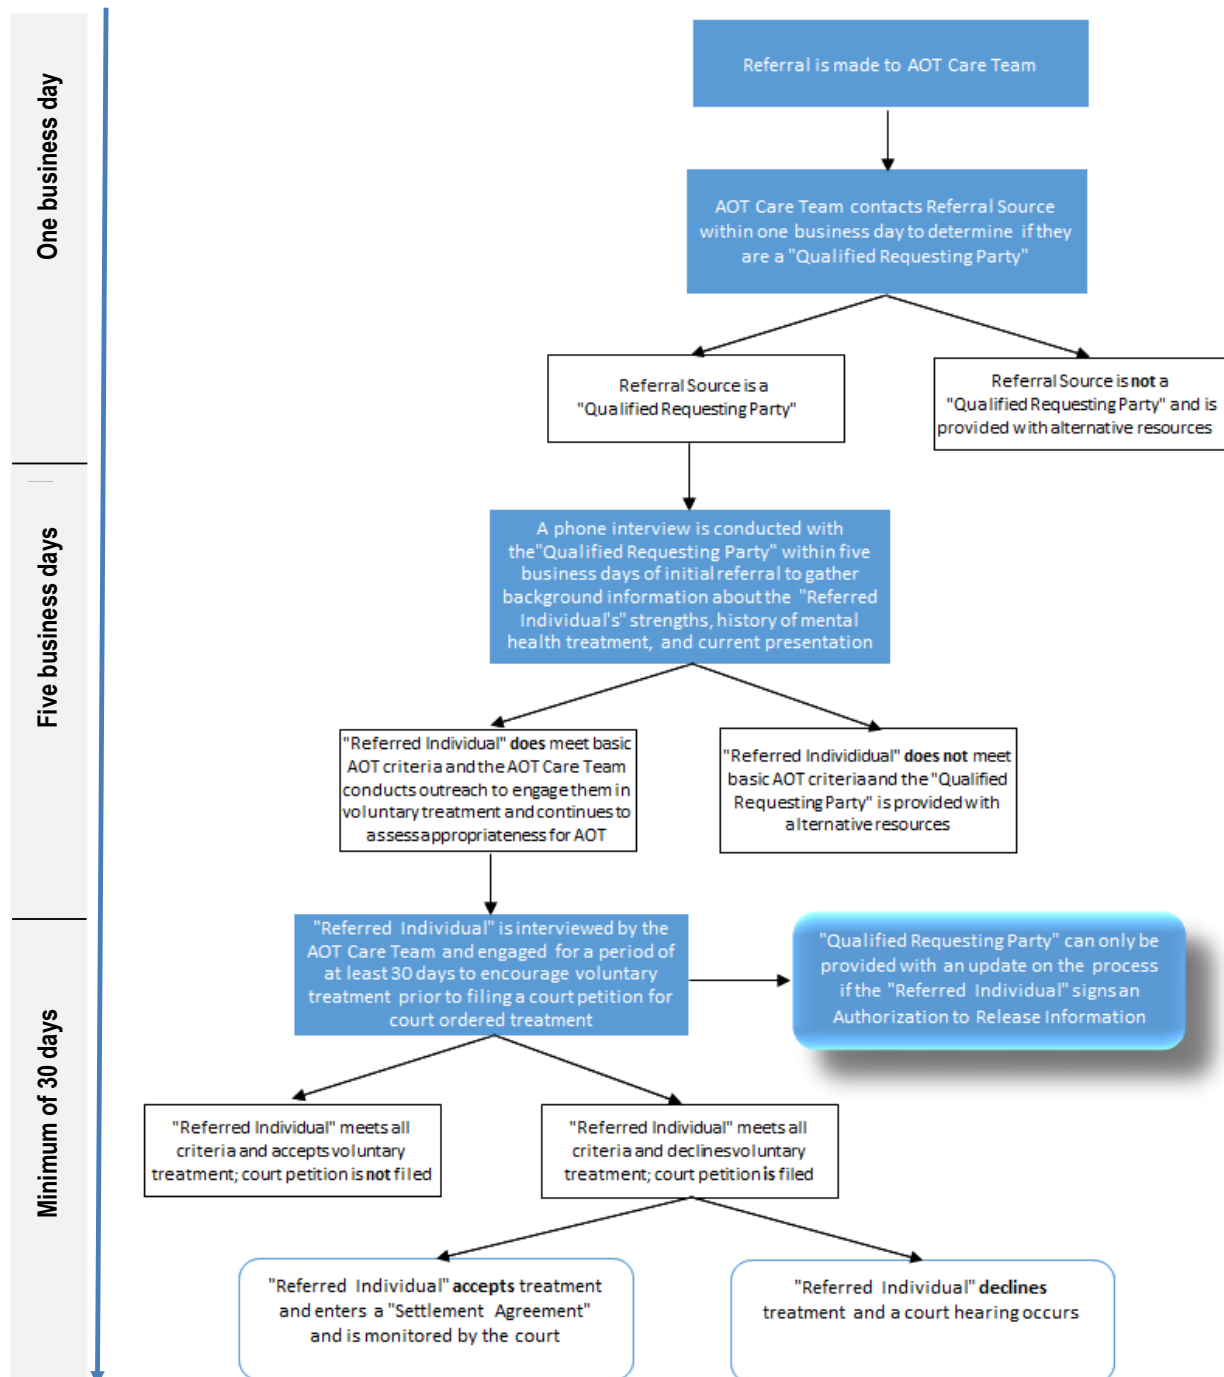 One business day
Referral is made to AOT Care Team
AOT Care Team contacts Referral Source
within one business day to determine if they
are a "Qualified Requesting Party"
Referral Source is a
"Qualified Requesting Party"
Referral Source is not a
"Qualified Requesting Party" and is
provided with alternative resources
Five business days
A phone interview is conducted with
the"Qualified Requesting Party" within five
business days of initial referral to gather
background information about the "Referred
Individual's" strengths, history of mental
health treatment, and current presentation
"Referred Individual" does meet basic
AOT criteria and the AOT Care Team
conducts outreach to engage them in
voluntary treatment and continues to
assess appropriateness for AOT
"Referred Individidual" does not meet
basic AOT criteria and the "Qualified
Requesting Party" is provided with
alternative resources
Minimum of 30 days
"Referred Individual" is interviewed by the
AOT Care Team and engaged for a period of
at least 30 days to encourage voluntary
treatment prior to filing a court petition for
court ordered treatment
"Qualified Requesting Party" can only be
provided with an update on the process
if the "Referred Individual" signs an
Authorization to Release Information
"Referred Individual" meets all
criteria and accepts voluntary
treatment; court petition is not filed
"Referred Individual" meets all
criteria and declines voluntary
treatment; court petition is filed
"Referred Individual" accepts treatment
and enters a "Settlement Agreement"
and is monitored by the court
"Referred Individual" declines
treatment and a court hearing occurs